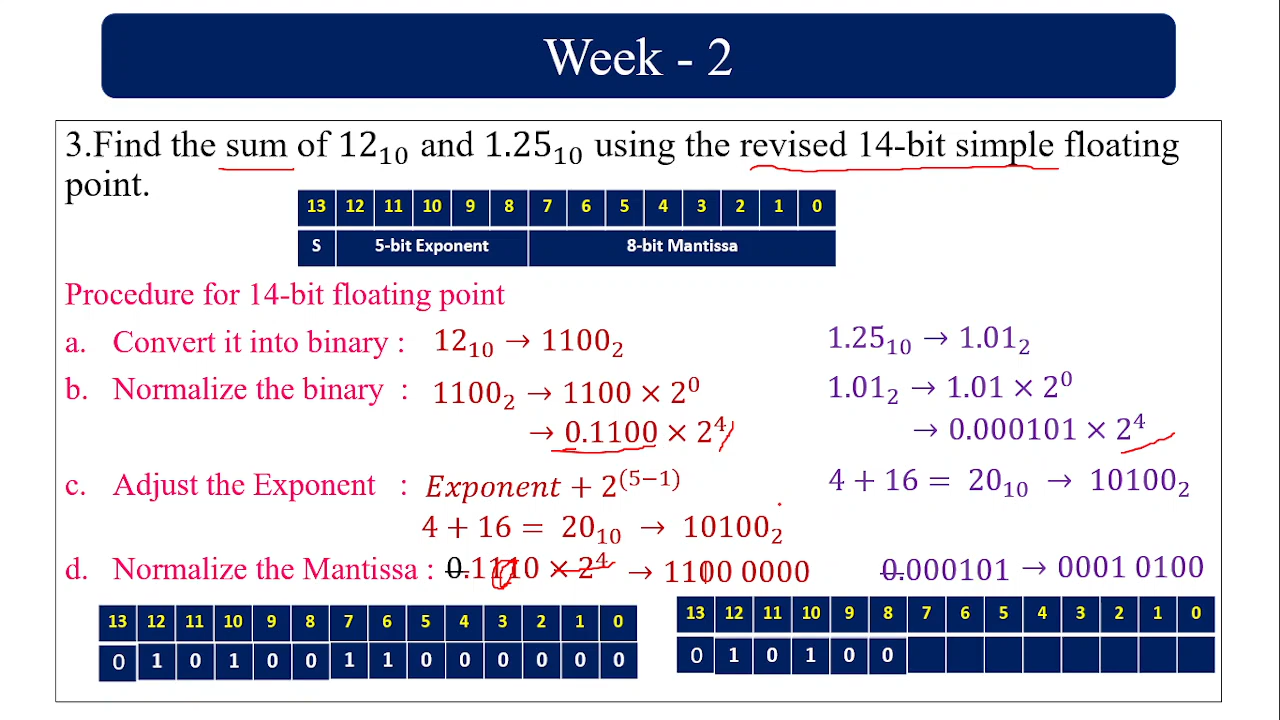 Week - 2
3.Find the sum of 12₁₀ and 1.25₁₀ using the revised 14-bit simple floating
point.
13 12 11 10 9 8 7 6 5 4 3 2 1 0
S 5-bit Exponent 8-bit Mantissa
Procedure for 14-bit floating point
a. Convert it into binary : 12₁₀ → 1100₂ 1.25₁₀ → 1.01₂
b. Normalize the binary : 1100₂ → 1100 × 2⁰ 1.01₂ → 1.01 × 2⁰
→ 0.1100 × 2⁴ → 0.000101 × 2⁴
c. Adjust the Exponent : Exponent + 2⁽⁵⁻¹⁾ 4 + 16 = 20₁₀ → 10100₂
4 + 16 = 20₁₀ → 10100₂
d. Normalize the Mantissa : 0.1110 × 2⁴ → 1100 0000 0.000101 → 0001 0100
13 12 11 10 9 8 7 6 5 4 3 2 1 0 13 12 11 10 9 8 7 6 5 4 3 2 1 0
0 1 0 1 0 0 1 1 0 0 0 0 0 0 0 1 0 1 0 0